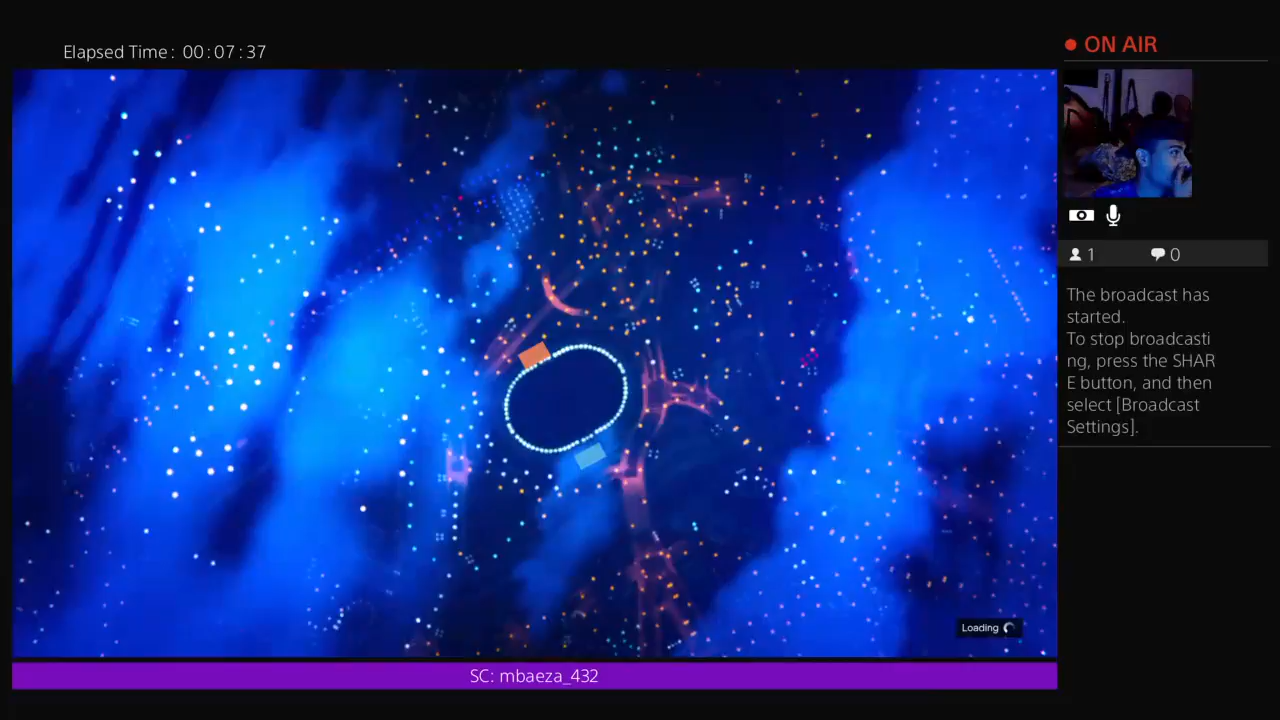 Elapsed Time: 00:07:37
ON AIR
1
0
The broadcast has
started.
To stop broadcasti
ng, press the SHAR
E button, and then
select [Broadcast
Settings].
Loading
SC: mbaeza_432